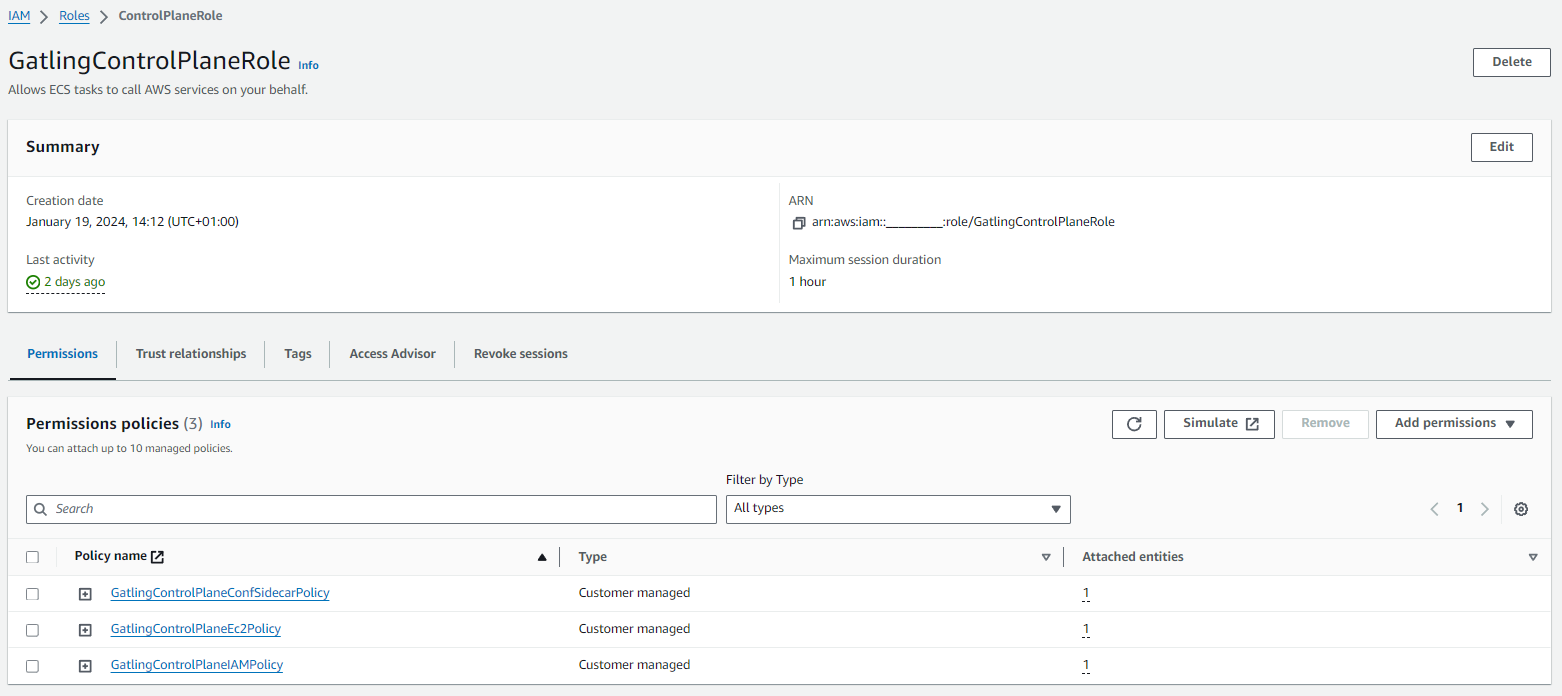 IAM > Roles > ControlPlaneRole
GatlingControlPlaneRole Info
Delete
Allows ECS tasks to call AWS services on your behalf.
Summary
Edit
Creation date
January 19, 2024, 14:12 (UTC+01:00)
ARN
arn:aws:iam::_________:role/GatlingControlPlaneRole
Last activity
2 days ago
Maximum session duration
1 hour
Permissions Trust relationships Tags Access Advisor Revoke sessions
Permissions policies (3) Info
Simulate Remove Add permissions
You can attach up to 10 managed policies.
Filter by Type
Search
All types
1
Policy name Type Attached entities
GatlingControlPlaneConfSidecarPolicy Customer managed 1
GatlingControlPlaneEc2Policy Customer managed 1
GatlingControlPlaneIAMPolicy Customer managed 1